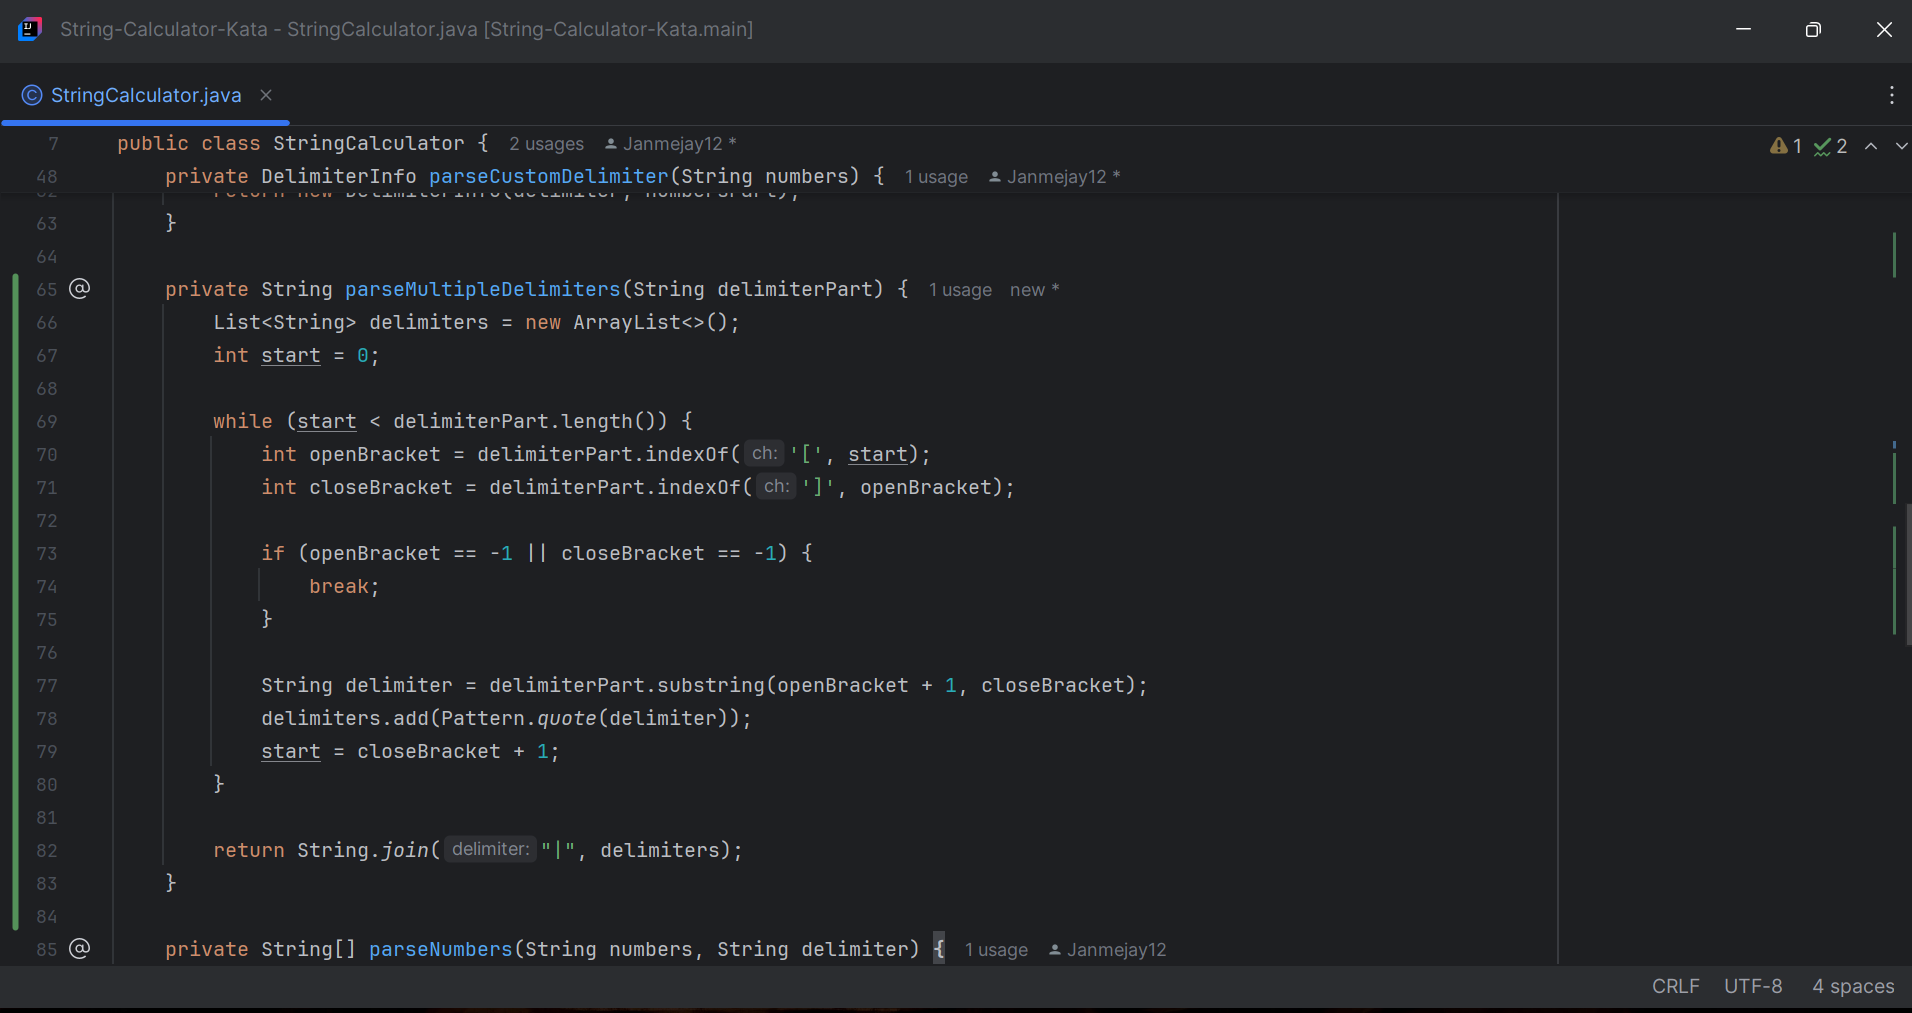 String-Calculator-Kata - StringCalculator.java [String-Calculator-Kata.main]
StringCalculator.java
7 public class StringCalculator { 2 usages Janmejay12 *
48 private DelimiterInfo parseCustomDelimiter(String numbers) { 1 usage Janmejay12 *
1 2
62 return new DelimiterInfo(delimiter, numbersPart);
63 }
64
65 @ private String parseMultipleDelimiters(String delimiterPart) { 1 usage new *
66 List<String> delimiters = new ArrayList<>();
67 int start = 0;
68
69 while (start < delimiterPart.length()) {
70 int openBracket = delimiterPart.indexOf( ch: '[', start);
71 int closeBracket = delimiterPart.indexOf( ch: ']', openBracket);
72
73 if (openBracket == -1 || closeBracket == -1) {
74 break;
75 }
76
77 String delimiter = delimiterPart.substring(openBracket + 1, closeBracket);
78 delimiters.add(Pattern.quote(delimiter));
79 start = closeBracket + 1;
80 }
81
82 return String.join( delimiter: "|", delimiters);
83 }
84
85 @ private String[] parseNumbers(String numbers, String delimiter) { 1 usage Janmejay12
CRLF UTF-8 4 spaces